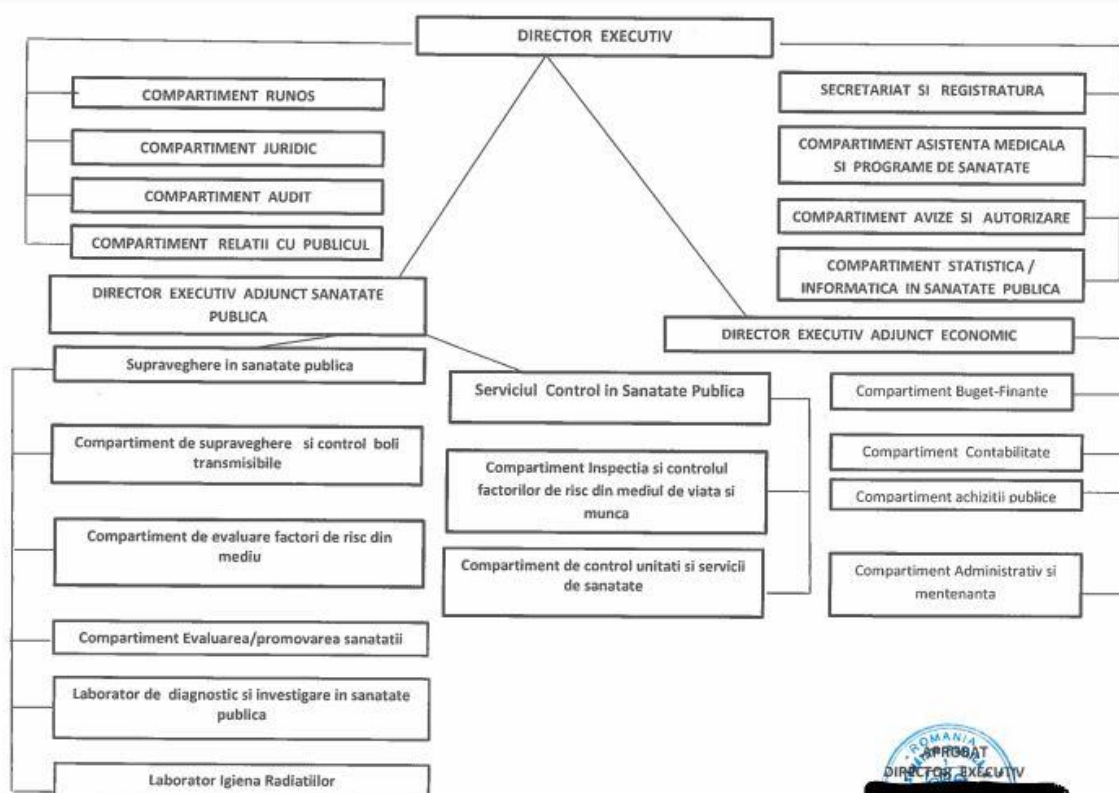 DIRECTOR EXECUTIV
COMPARTIMENT RUNOS
COMPARTIMENT JURIDIC
COMPARTIMENT AUDIT
COMPARTIMENT RELATII CU PUBLICUL
SECRETARIAT SI REGISTRATURA
COMPARTIMENT ASISTENTA MEDICALA
SI PROGRAME DE SANATATE
COMPARTIMENT AVIZE SI AUTORIZARE
COMPARTIMENT STATISTICA /
INFORMATICA IN SANATATE PUBLICA
DIRECTOR EXECUTIV ADJUNCT SANATATE
PUBLICA
DIRECTOR EXECUTIV ADJUNCT ECONOMIC
Supraveghere in sanatate publica
Compartiment de supraveghere si control boli
transmisibile
Compartiment de evaluare factori de risc din
mediu
Compartiment Evaluarea/promovarea sanatatii
Laborator de diagnostic si investigare in sanatate
publica
Laborator Igiena Radiatiilor
Serviciul Control in Sanatate Publica
Compartiment Inspectia si controlul
factorilor de risc din mediul de viata si
munca
Compartiment de control unitati si servicii
de sanatate
Compartiment Buget-Finante
Compartiment Contabilitate
Compartiment achizitii publice
Compartiment Administrativ si
mentenanta
ROMANIA
APROBAT
DIRECTOR EXECUTIV